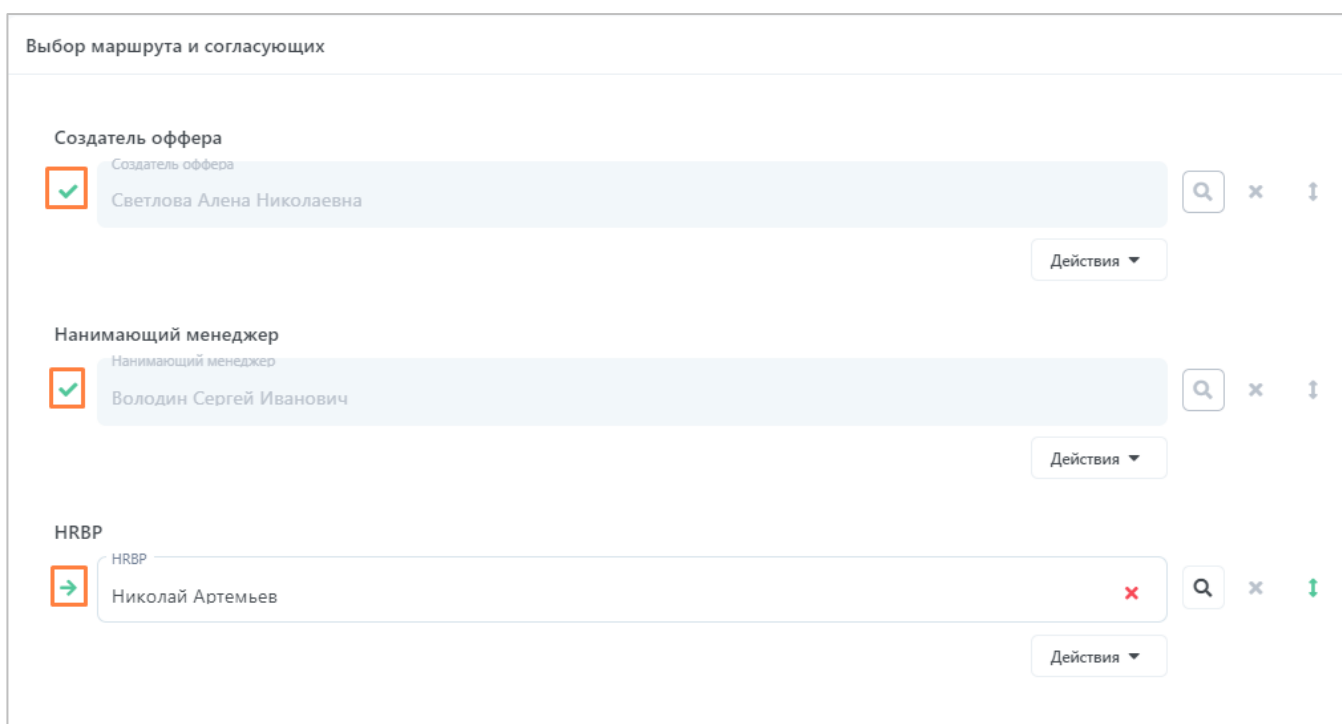 Выбор маршрута и согласующих
Создатель оффера
Создатель оффера
Светлова Алена Николаевна
Действия
Нанимающий менеджер
Нанимающий менеджер
Володин Сергей Иванович
Действия
HRBP
HRBP
Николай Артемьев
Действия